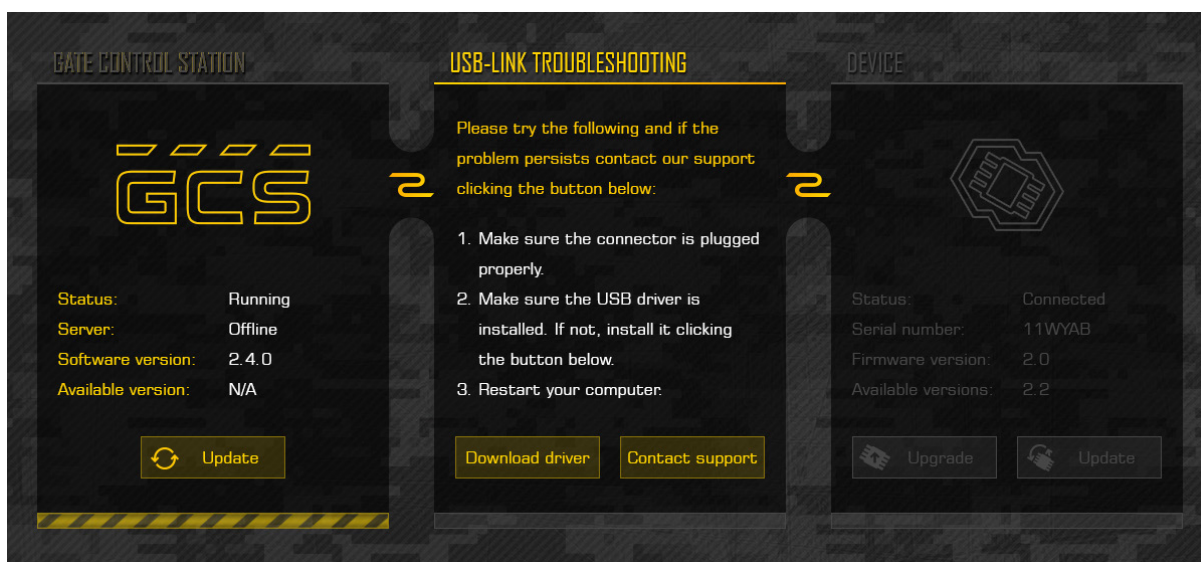 GATE CONTROL STATION
GCS
Status: Running
Server: Offline
Software version: 2.4.0
Available version: N/A
Update
USB-LINK TROUBLESHOOTING
Please try the following and if the
problem persists contact our support
clicking the button below:
1. Make sure the connector is plugged
properly.
2. Make sure the USB driver is
installed. If not, install it clicking
the button below.
3. Restart your computer.
Download driver
Contact support
DEVICE
Status: Connected
Serial number: 11WYAB
Firmware version: 2.0
Available versions: 2.2
Upgrade
Update